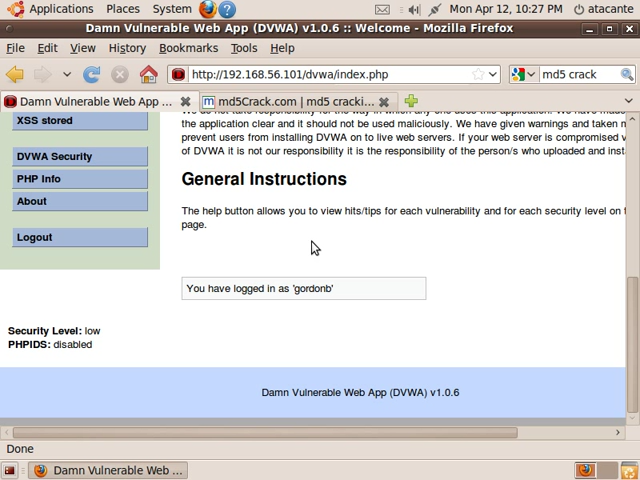 Applications Places System Mon Apr 12, 10:27 PM atacante
Damn Vulnerable Web App (DVWA) v1.0.6 :: Welcome - Mozilla Firefox
File Edit View History Bookmarks Tools Help
http://192.168.56.101/dvwa/index.php md5 crack
Damn Vulnerable Web App ... md5Crack.com | md5 cracki...
XSS stored
DVWA Security
PHP Info
About
Logout
the application clear and it should not be used maliciously. We have given warnings and taken
prevent users from installing DVWA on to live web servers. If your web server is compromised
of DVWA it is not our responsibility it is the responsibility of the person/s who uploaded and
General Instructions
The help button allows you to view hits/tips for each vulnerability and for each security level on
page.
You have logged in as 'gordonb'
Security Level: low
PHPIDS: disabled
Damn Vulnerable Web App (DVWA) v1.0.6
Done
Damn Vulnerable Web ...